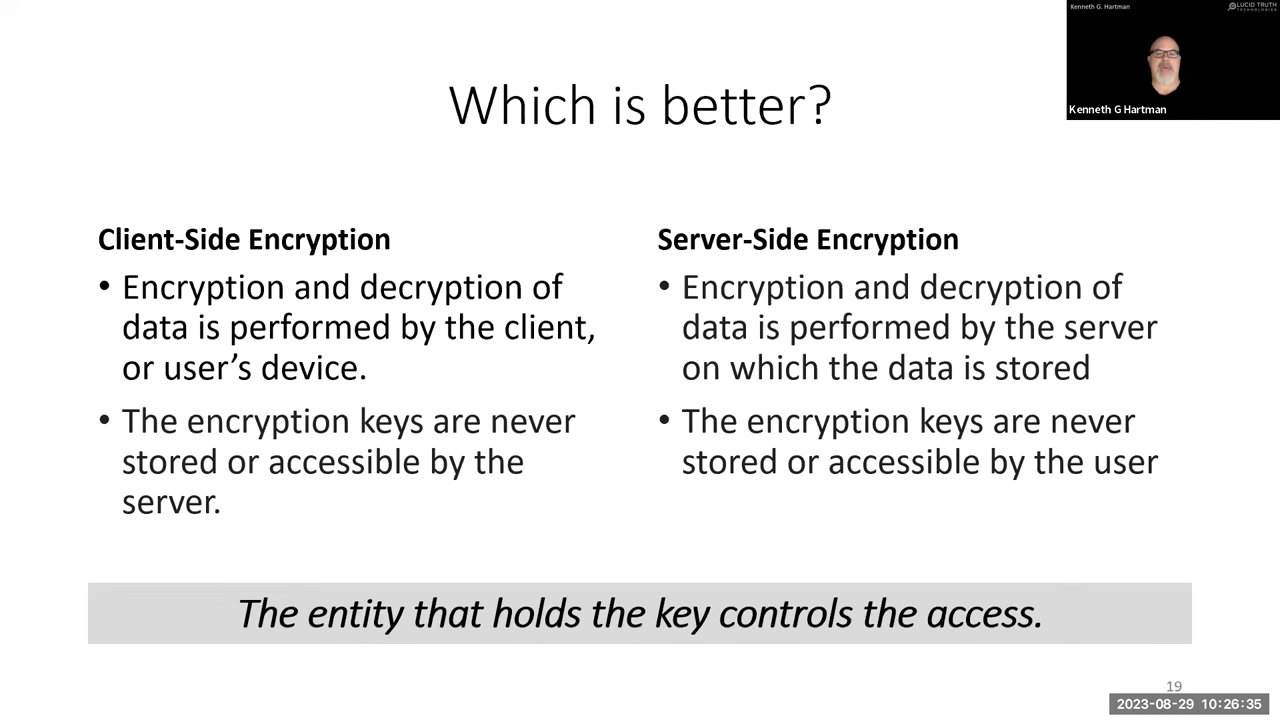 Kenneth G. Hartman
LUCID TRUTH
TECHNOLOGIES
Kenneth G Hartman
Which is better?
Client-Side Encryption
• Encryption and decryption of
data is performed by the client,
or user’s device.
• The encryption keys are never
stored or accessible by the
server.
Server-Side Encryption
• Encryption and decryption of
data is performed by the server
on which the data is stored
• The encryption keys are never
stored or accessible by the user
The entity that holds the key controls the access.
19
2023-08-29 10:26:35